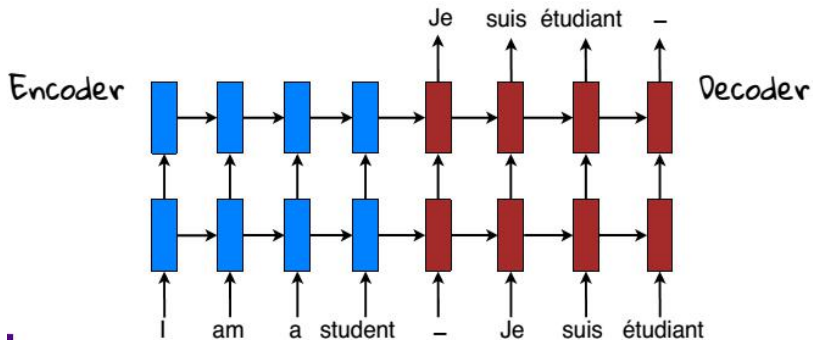 Je suis étudiant –
Encoder
Decoder
I am a student – Je suis étudiant